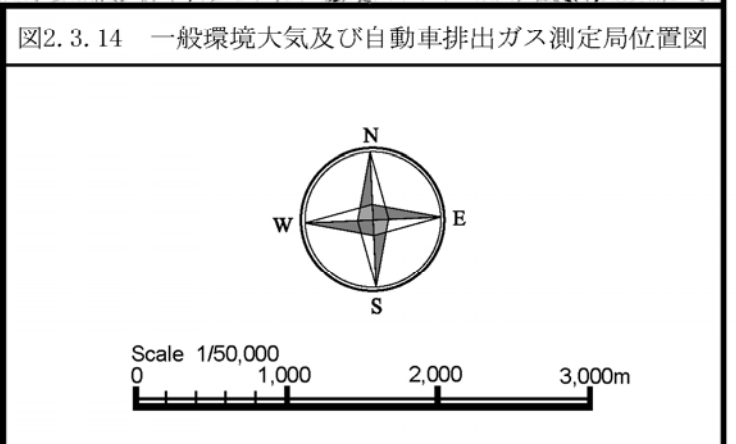 図2.3.14 一般環境大気及び自動車排出ガス測定局位置図
N
W E
S
Scale 1/50,000
0 1,000 2,000 3,000m